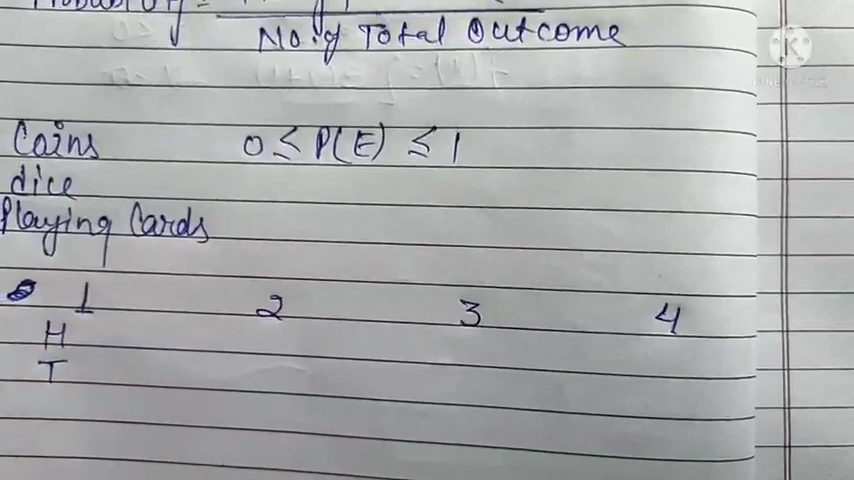 No. of Total Outcome
Coins 0 ≤ P(E) ≤ 1
dice
Playing Cards
1 2 3 4
H
T
K